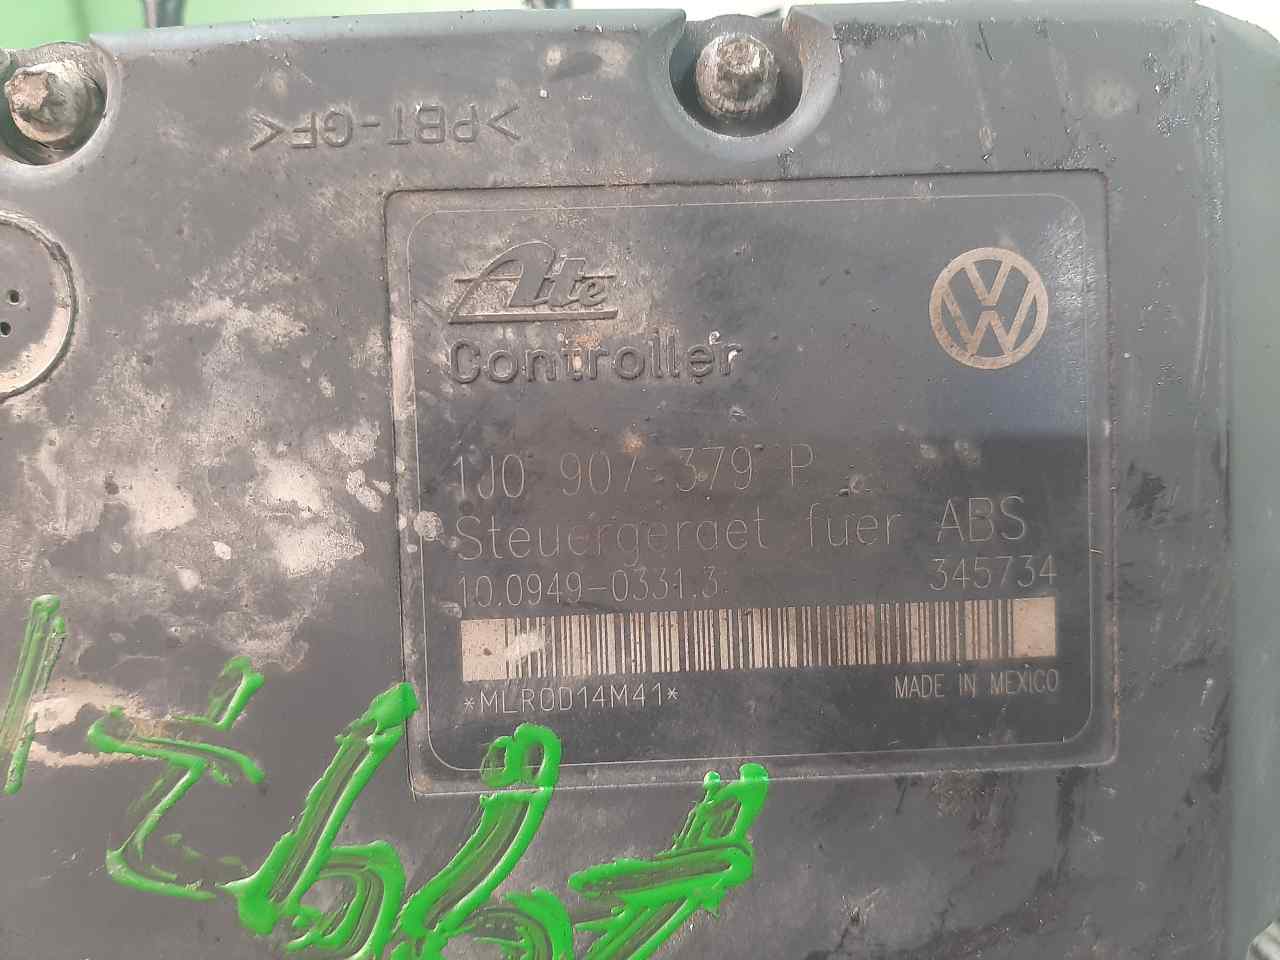 >PBT-GF<
Ate
Controller
1J0 907 379 P
Steuergeraet fuer ABS
10.0949-0331.3 345734
*MLR0D14M41* MADE IN MEXICO